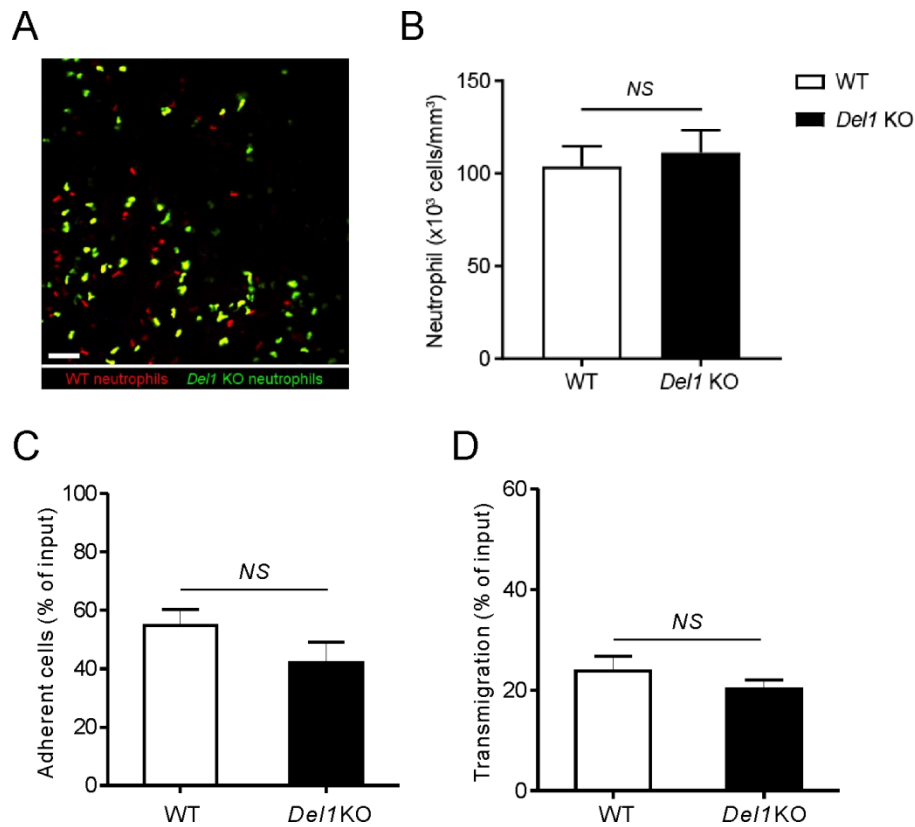 A
WT neutrophils Del1 KO neutrophils
B
Neutrophil (x10³ cells/mm³)
150
100
50
0
NS
WT
Del1 KO
WT
Del1 KO
C
Adherent cells (% of input)
100
80
60
40
20
0
NS
WT
Del1KO
D
Transmigration (% of input)
60
40
20
0
NS
WT
Del1KO